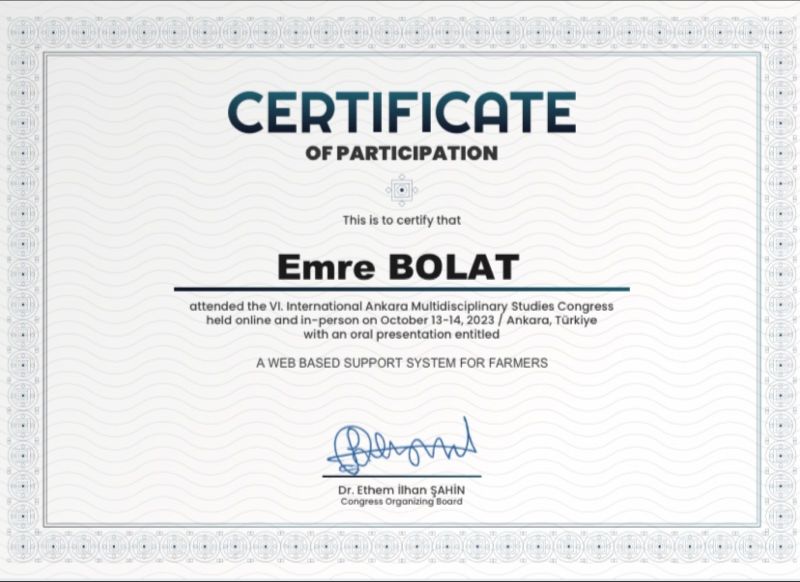 CERTIFICATE
OF PARTICIPATION
This is to certify that
Emre BOLAT
attended the VI. International Ankara Multidisciplinary Studies Congress
held online and in-person on October 13-14, 2023 / Ankara, Türkiye
with an oral presentation entitled
A WEB BASED SUPPORT SYSTEM FOR FARMERS
Dr. Ethem İlhan ŞAHİN
Congress Organizing Board